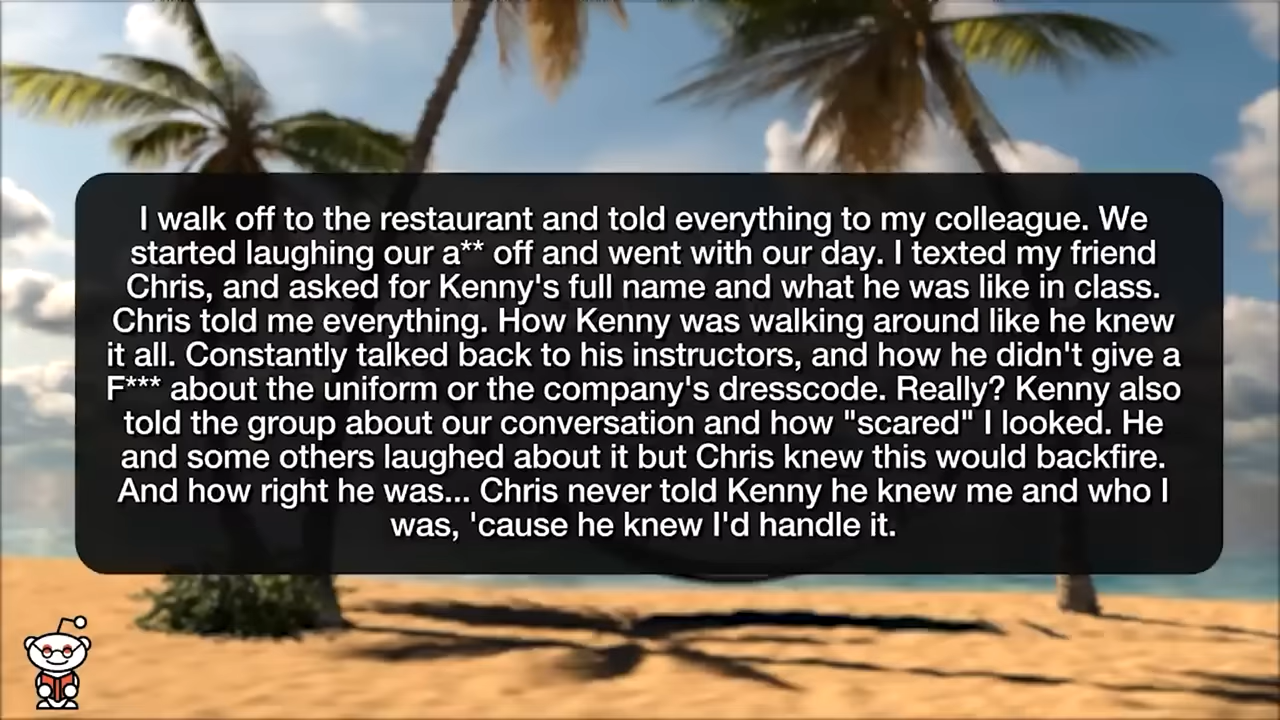 I walk off to the restaurant and told everything to my colleague. We
started laughing our a** off and went with our day. I texted my friend
Chris, and asked for Kenny's full name and what he was like in class.
Chris told me everything. How Kenny was walking around like he knew
it all. Constantly talked back to his instructors, and how he didn't give a
F*** about the uniform or the company's dresscode. Really? Kenny also
told the group about our conversation and how "scared" I looked. He
and some others laughed about it but Chris knew this would backfire.
And how right he was... Chris never told Kenny he knew me and who I
was, 'cause he knew I'd handle it.